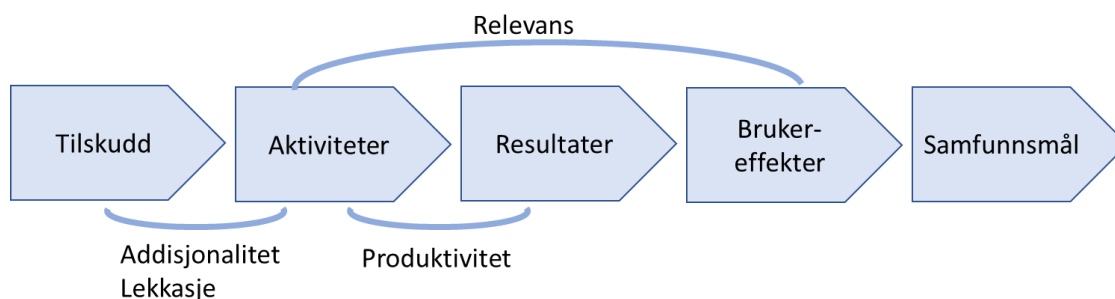 Relevans
Tilskudd
Aktiviteter
Resultater
Bruker-
effekter
Samfunnsmål
Addisjonalitet
Lekkasje
Produktivitet